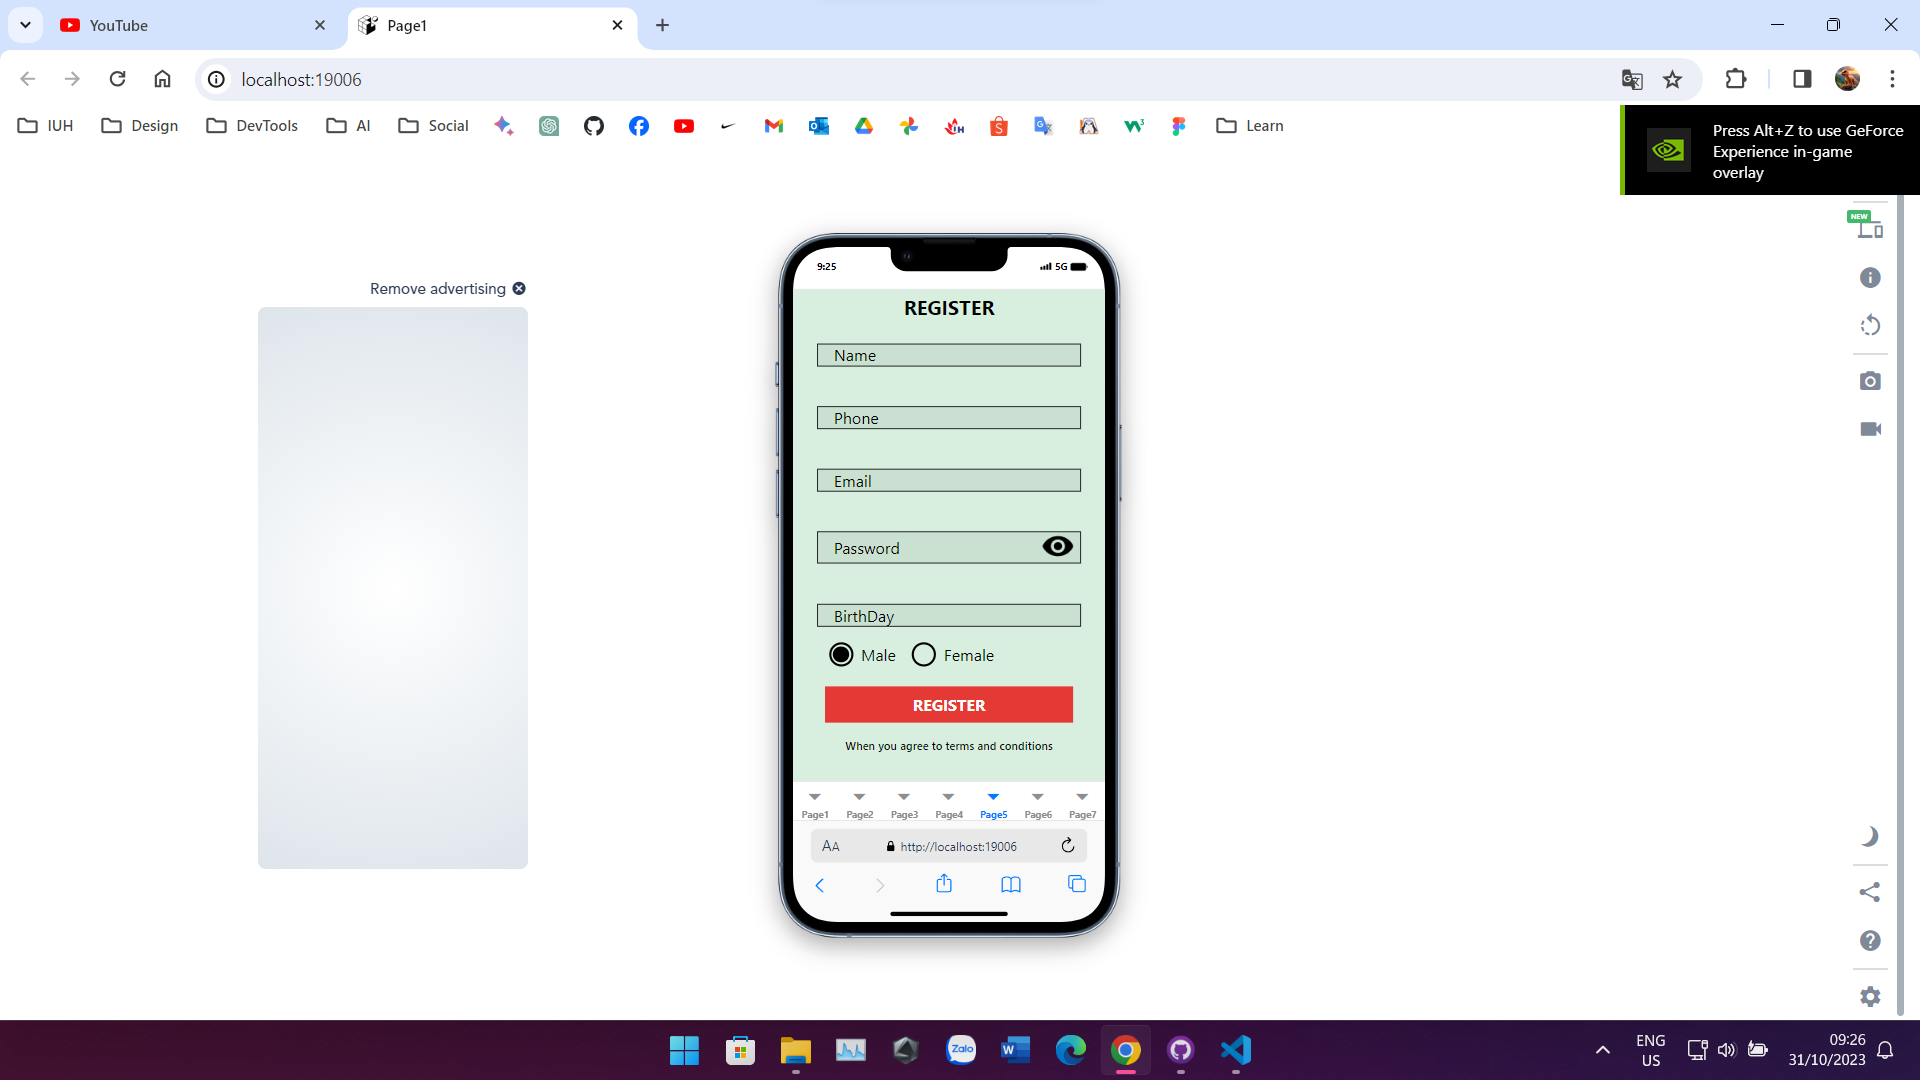 YouTube
Page1
localhost:19006
IUH
Design
DevTools
AI
Social
Learn
Press Alt+Z to use GeForce
Experience in-game
overlay
NEW
Remove advertising
9:25
5G
REGISTER
Name
Phone
Email
Password
BirthDay
Male
Female
REGISTER
When you agree to terms and conditions
Page1
Page2
Page3
Page4
Page5
Page6
Page7
AA
http://localhost:19006
Zalo
ENG
US
09:26
31/10/2023